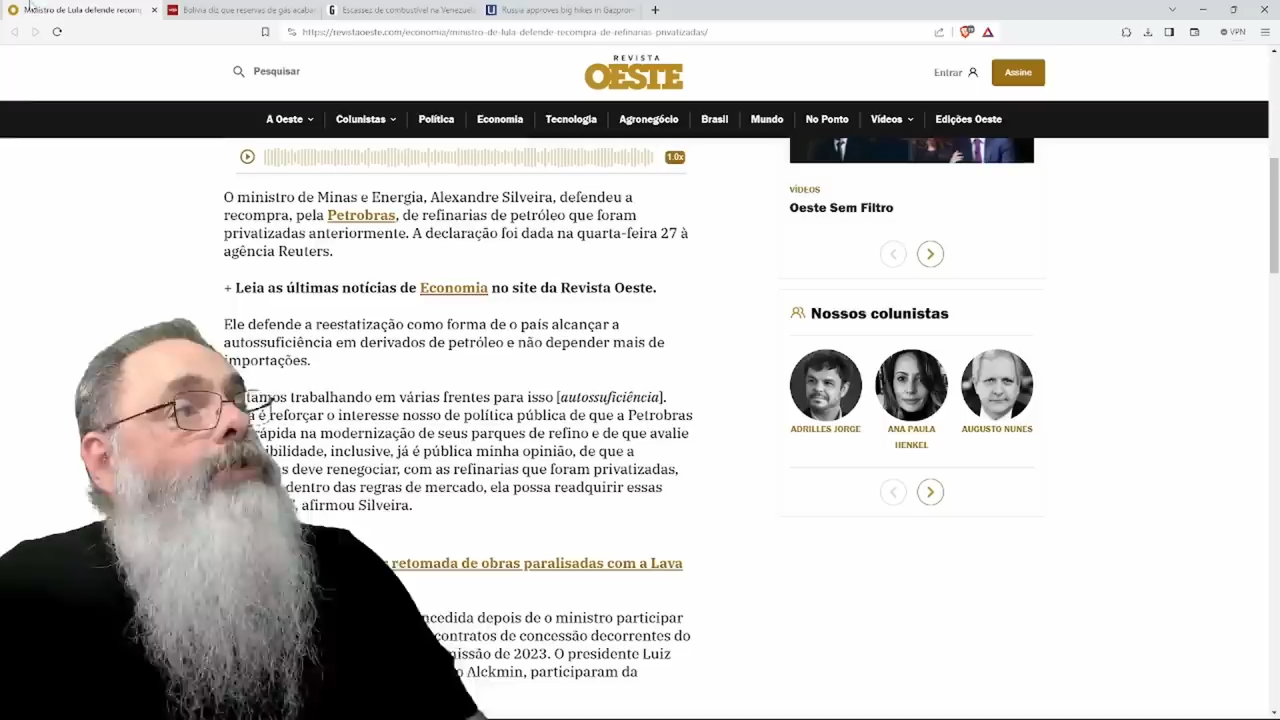 Ministro de Lula defende recomp
Bolívia diz que reservas de gás acabar
Escassez de combustível na Venezuela
Russia approves big hikes in Gazprom
https://revistaoeste.com/economia/ministro-de-lula-defende-recompra-de-refinarias-privatizadas/
VPN
Pesquisar
REVISTA
OESTE
Entrar
Assine
A Oeste
Colunistas
Política
Economia
Tecnologia
Agronegócio
Brasil
Mundo
No Ponto
Vídeos
Edições Oeste
1.0x
O ministro de Minas e Energia, Alexandre Silveira, defendeu a
recompra, pela Petrobras, de refinarias de petróleo que foram
privatizadas anteriormente. A declaração foi dada na quarta-feira 27 à
agência Reuters.
+ Leia as últimas notícias de Economia no site da Revista Oeste.
Ele defende a reestatização como forma de o país alcançar a
autossuficiência em derivados de petróleo e não depender mais de
importações.
tamos trabalhando em várias frentes para isso [autossuficiência].
a é reforçar o interesse nosso de política pública de que a Petrobras
rápida na modernização de seus parques de refino e de que avalie
ibilidade, inclusive, já é pública minha opinião, de que a
s deve renegociar, com as refinarias que foram privatizadas,
dentro das regras de mercado, ela possa readquirir essas
, afirmou Silveira.
retomada de obras paralisadas com a Lava
ncedida depois de o ministro participar
contratos de concessão decorrentes do
missão de 2023. O presidente Luiz
o Alckmin, participaram da
VÍDEOS
Oeste Sem Filtro
Nossos colunistas
ADRILLES JORGE
ANA PAULA
HENKEL
AUGUSTO NUNES